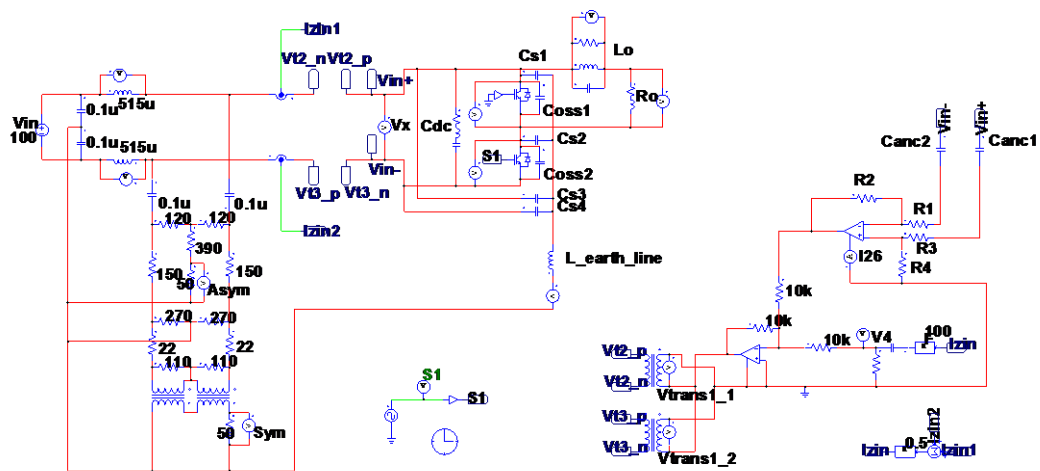 Izin1
Vt2_n
Vt2_p
Vin+
Cs1
Lo
515u
0.1u
Vin
100
0.1u
515u
Vx
Cdc
Coss1
Ro
Cs2
S1
Coss2
Vin-
Vt3_p
Vt3_n
Cs3
Cs4
Izin2
Vin-
Vin+
Canc2
Canc1
0.1u
0.1u
120
120
390
150
150
50
Asym
270
270
22
22
110
110
50
Sym
L_earth_line
R2
R1
R3
R4
I26
10k
10k
10k
V4
100
Izin
Vt2_p
Vt2_n
Vtrans1_1
Vt3_p
Vt3_n
Vtrans1_2
S1
S1
Izin
0.5
Izin2
Izin1